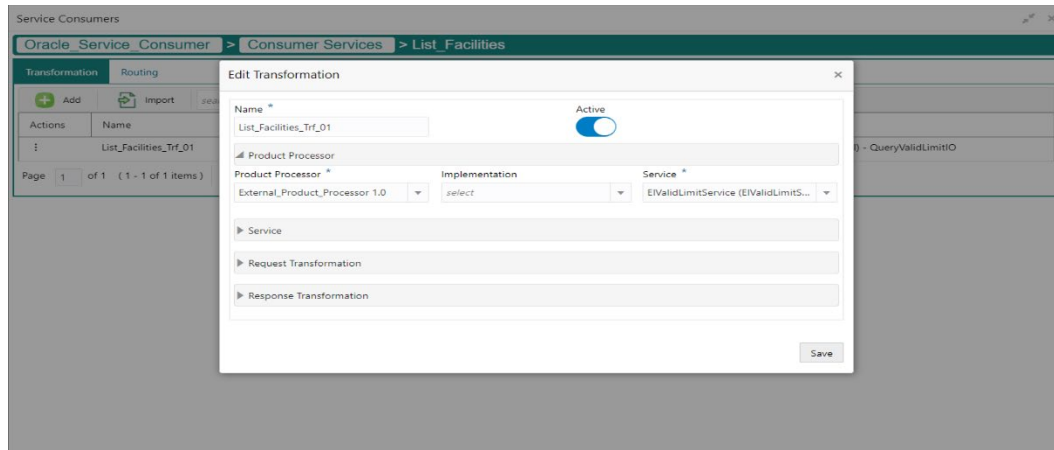 Service Consumers
Oracle_Service_Consumer > Consumer Services > List_Facilities
Transformation Routing
Edit Transformation
Add Import
Name * Active
List_Facilities_Trf_01
Actions Name
List_Facilities_Trf_01 - QueryValidLimitIO
Product Processor
Page 1 of 1 ( 1 - 1 of 1 items )
Product Processor * Implementation Service *
External_Product_Processor 1.0 select EIValidLimitService (EIValidLimitS...
Service
Request Transformation
Response Transformation
Save